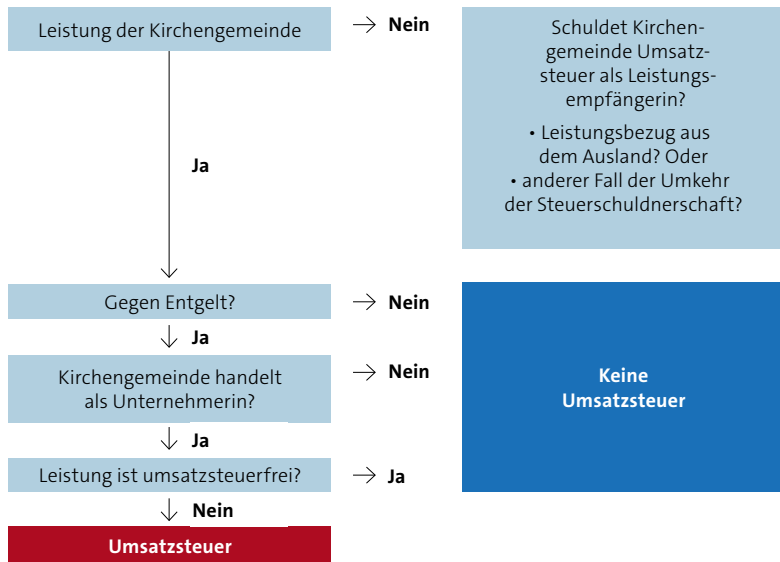 Leistung der Kirchengemeinde
→ Nein
Schuldet Kirchen-
gemeinde Umsatz-
steuer als Leistungs-
empfängerin?
• Leistungsbezug aus
dem Ausland? Oder
• anderer Fall der Umkehr
der Steuerschuldnerschaft?
Ja
Gegen Entgelt?
→ Nein
Ja
Kirchengemeinde handelt
als Unternehmerin?
→ Nein
Keine
Umsatzsteuer
Ja
Leistung ist umsatzsteuerfrei?
→ Ja
Nein
Umsatzsteuer